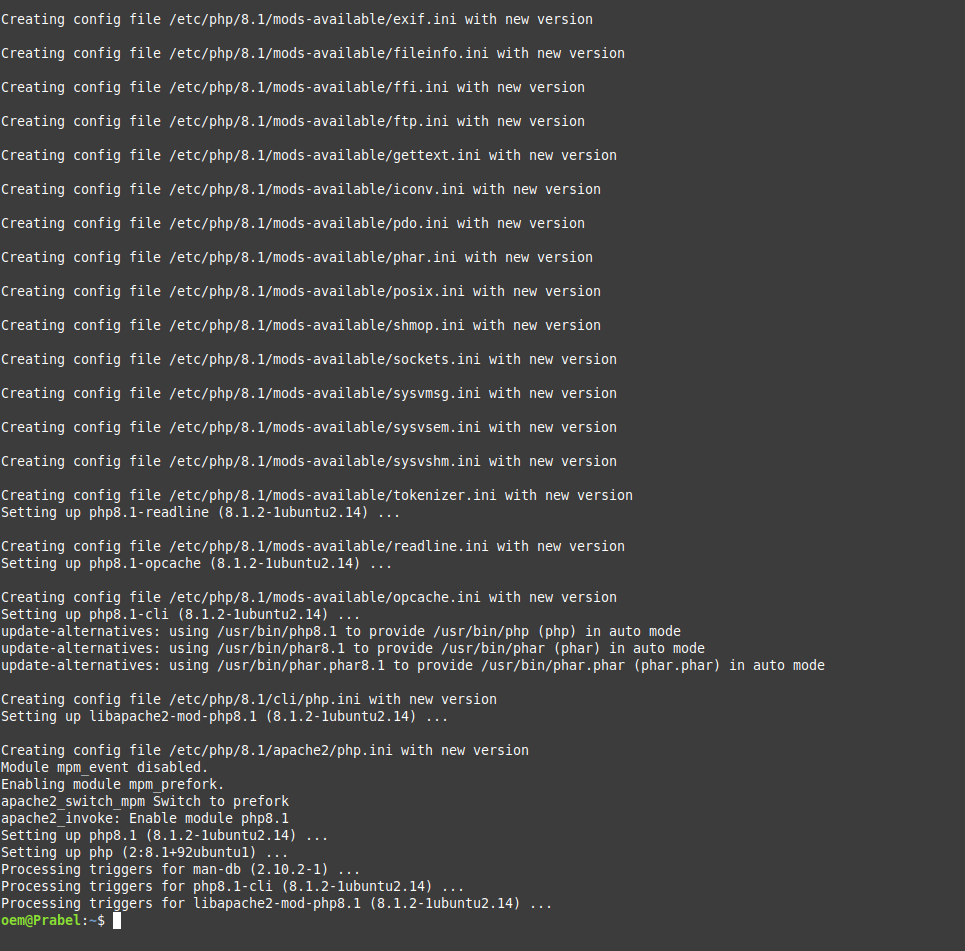 Creating config file /etc/php/8.1/mods-available/exif.ini with new version
Creating config file /etc/php/8.1/mods-available/fileinfo.ini with new version
Creating config file /etc/php/8.1/mods-available/ffi.ini with new version
Creating config file /etc/php/8.1/mods-available/ftp.ini with new version
Creating config file /etc/php/8.1/mods-available/gettext.ini with new version
Creating config file /etc/php/8.1/mods-available/iconv.ini with new version
Creating config file /etc/php/8.1/mods-available/pdo.ini with new version
Creating config file /etc/php/8.1/mods-available/phar.ini with new version
Creating config file /etc/php/8.1/mods-available/posix.ini with new version
Creating config file /etc/php/8.1/mods-available/shmop.ini with new version
Creating config file /etc/php/8.1/mods-available/sockets.ini with new version
Creating config file /etc/php/8.1/mods-available/sysvmsg.ini with new version
Creating config file /etc/php/8.1/mods-available/sysvsem.ini with new version
Creating config file /etc/php/8.1/mods-available/sysvshm.ini with new version
Creating config file /etc/php/8.1/mods-available/tokenizer.ini with new version
Setting up php8.1-readline (8.1.2-1ubuntu2.14) ...
Creating config file /etc/php/8.1/mods-available/readline.ini with new version
Setting up php8.1-opcache (8.1.2-1ubuntu2.14) ...
Creating config file /etc/php/8.1/mods-available/opcache.ini with new version
Setting up php8.1-cli (8.1.2-1ubuntu2.14) ...
update-alternatives: using /usr/bin/php8.1 to provide /usr/bin/php (php) in auto mode
update-alternatives: using /usr/bin/phar8.1 to provide /usr/bin/phar (phar) in auto mode
update-alternatives: using /usr/bin/phar.phar8.1 to provide /usr/bin/phar.phar (phar.phar) in auto mode
Creating config file /etc/php/8.1/cli/php.ini with new version
Setting up libapache2-mod-php8.1 (8.1.2-1ubuntu2.14) ...
Creating config file /etc/php/8.1/apache2/php.ini with new version
Module mpm_event disabled.
Enabling module mpm_prefork.
apache2_switch_mpm Switch to prefork
apache2_invoke: Enable module php8.1
Setting up php8.1 (8.1.2-1ubuntu2.14) ...
Setting up php (2:8.1+92ubuntu1) ...
Processing triggers for man-db (2.10.2-1) ...
Processing triggers for php8.1-cli (8.1.2-1ubuntu2.14) ...
Processing triggers for libapache2-mod-php8.1 (8.1.2-1ubuntu2.14) ...
oem@Prabel:~$